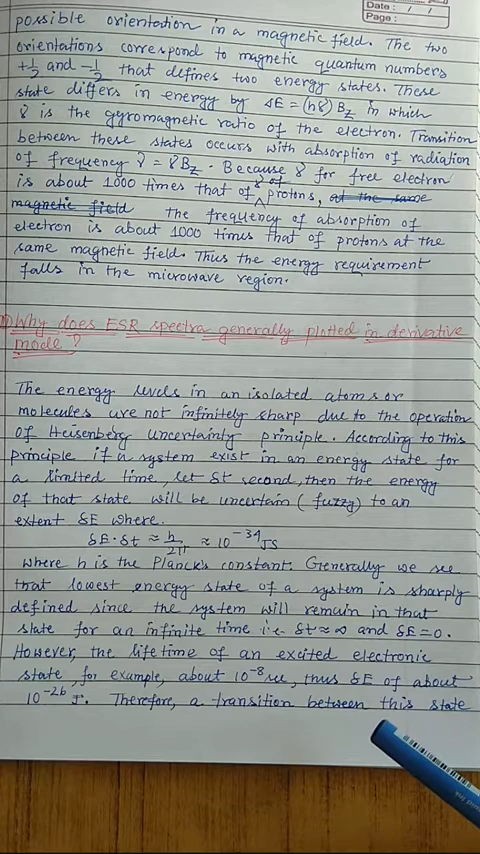 Date : / /
Page :
possible orientation in a magnetic field. The two
orientations correspond to magnetic quantum numbers
+1/2 and -1/2 that defines two energy states. These
state differs in energy by ΔE = (hγ) Bz in which
γ is the gyromagnetic ratio of the electron. Transition
between these states occurs with absorption of radiation
of frequency γ = γBz. Because γ for free electron
is about 1000 times that of γ of protons, at the same
magnetic field The frequency of absorption of
electron is about 1000 times that of protons at the
same magnetic field. Thus the energy requirement
falls in the microwave region.
Why does ESR spectra generally plotted in derivative
mode ?
The energy levels in an isolated atoms or
molecules are not infinitely sharp due to the operation
of Heisenberg uncertainty principle. According to this
principle if a system exist in an energy state for
a limited time, let δt second, then the energy
of that state will be uncertain (fuzzy) to an
extent δE where.
δE·δt ≈ h/2π ≈ 10⁻³⁴ Js
where h is the Planck's constant. Generally we see
that lowest energy state of a system is sharply
defined since the system will remain in that
state for an infinite time i.e. δt≈∞ and δE=0.
However, the lifetime of an excited electronic
state, for example, about 10⁻⁸ sec, thus δE of about
10⁻²⁶ J. Therefore, a transition between this state